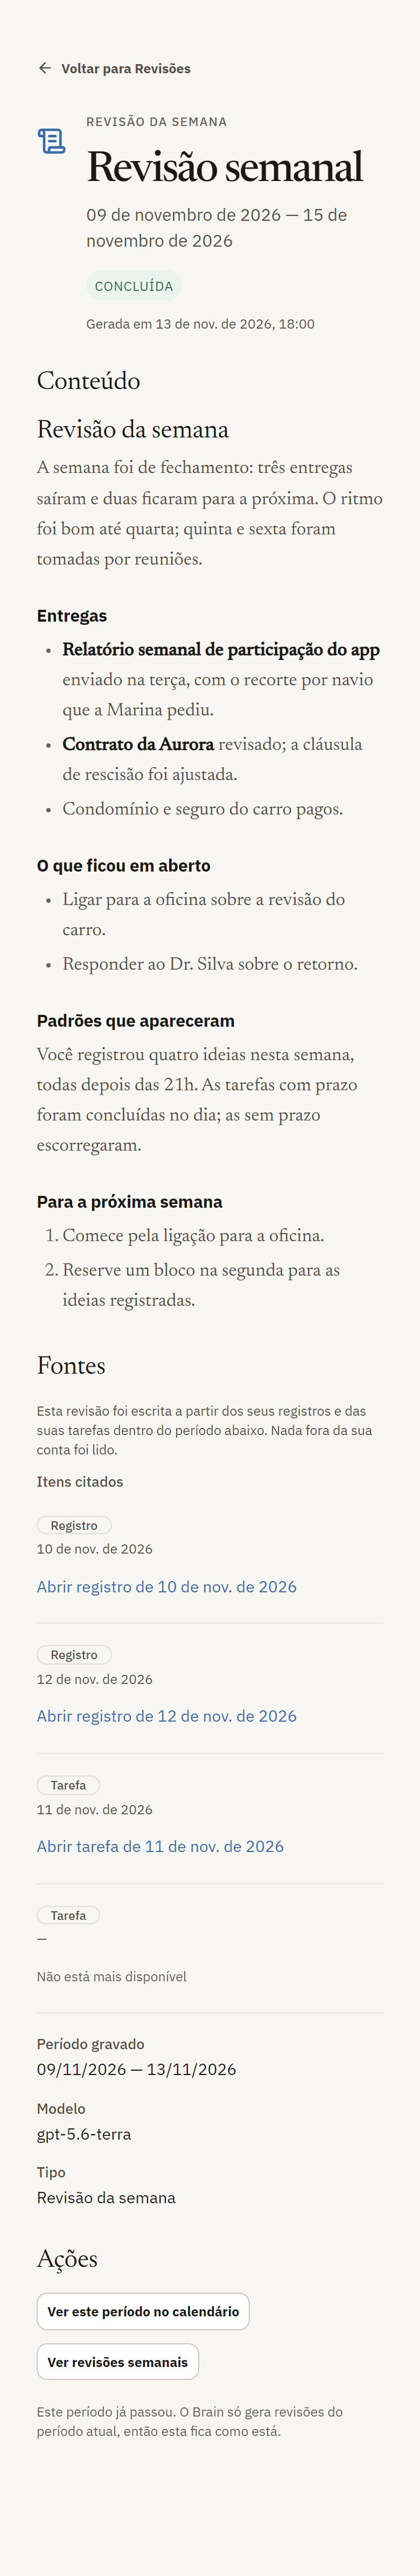 Voltar para Revisões
REVISÃO DA SEMANA
Revisão semanal
09 de novembro de 2026 — 15 de
novembro de 2026
CONCLUÍDA
Gerada em 13 de nov. de 2026, 18:00
Conteúdo
Revisão da semana
A semana foi de fechamento: três entregas
saíram e duas ficaram para a próxima. O ritmo
foi bom até quarta; quinta e sexta foram
tomadas por reuniões.
Entregas
• Relatório semanal de participação do app
enviado na terça, com o recorte por navio
que a Marina pediu.
• Contrato da Aurora revisado; a cláusula
de rescisão foi ajustada.
• Condomínio e seguro do carro pagos.
O que ficou em aberto
• Ligar para a oficina sobre a revisão do
carro.
• Responder ao Dr. Silva sobre o retorno.
Padrões que apareceram
Você registrou quatro ideias nesta semana,
todas depois das 21h. As tarefas com prazo
foram concluídas no dia; as sem prazo
escorregaram.
Para a próxima semana
1. Comece pela ligação para a oficina.
2. Reserve um bloco na segunda para as
ideias registradas.
Fontes
Esta revisão foi escrita a partir dos seus registros e das
suas tarefas dentro do período abaixo. Nada fora da sua
conta foi lido.
Itens citados
Registro
10 de nov. de 2026
Abrir registro de 10 de nov. de 2026
Registro
12 de nov. de 2026
Abrir registro de 12 de nov. de 2026
Tarefa
11 de nov. de 2026
Abrir tarefa de 11 de nov. de 2026
Tarefa
—
Não está mais disponível
Período gravado
09/11/2026 — 13/11/2026
Modelo
gpt-5.6-terra
Tipo
Revisão da semana
Ações
Ver este período no calendário
Ver revisões semanais
Este período já passou. O Brain só gera revisões do
período atual, então esta fica como está.